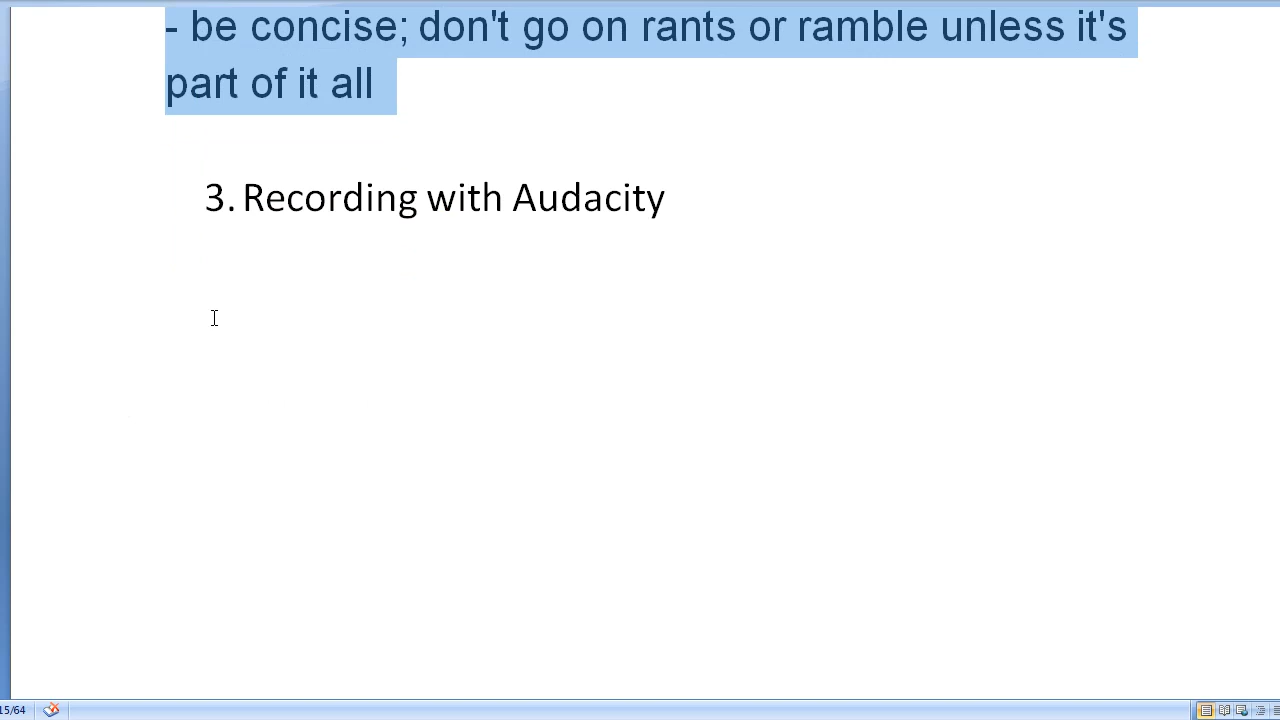 - be concise; don't go on rants or ramble unless it's
part of it all
3. Recording with Audacity
15/64